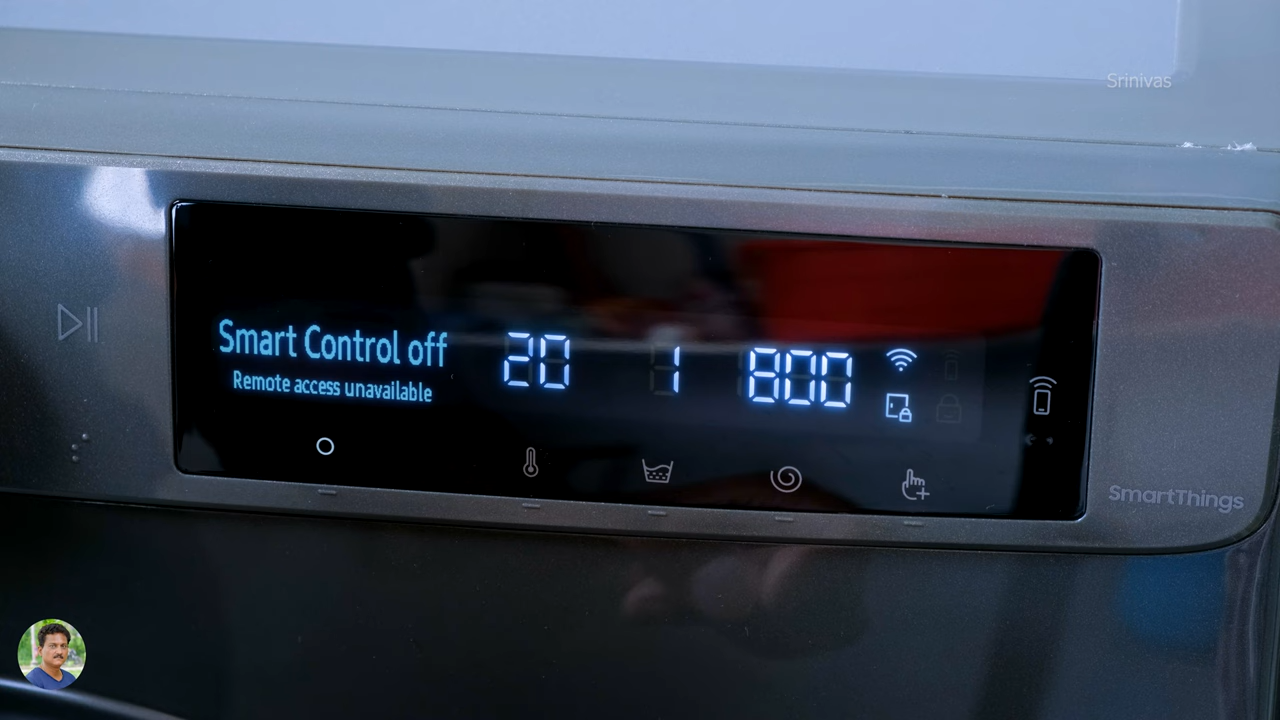 Srinivas
Smart Control off
Remote access unavailable
20
1
800
SmartThings